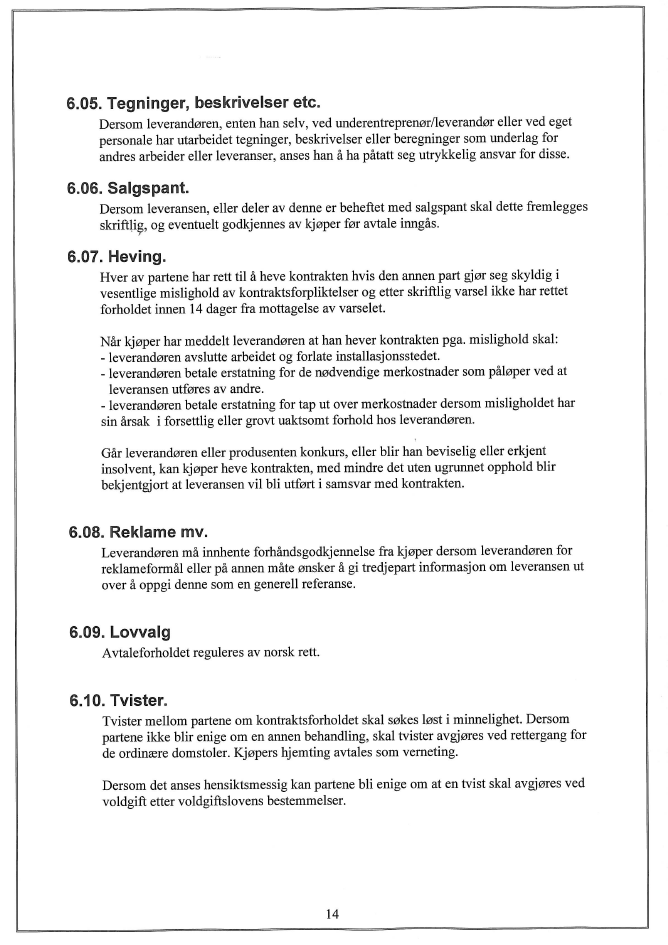 6.05. Tegninger, beskrivelser etc.
Dersom leverandøren, enten han selv, ved underentreprenør/leverandør eller ved eget
personale har utarbeidet tegninger, beskrivelser eller beregninger som underlag for
andres arbeider eller leveranser, anses han å ha påtatt seg utrykkelig ansvar for disse.
6.06. Salgspant.
Dersom leveransen, eller deler av denne er beheftet med salgspant skal dette fremlegges
skriftlig, og eventuelt godkjennes av kjøper før avtale inngås.
6.07. Heving.
Hver av partene har rett til å heve kontrakten hvis den annen part gjør seg skyldig i
vesentlige mislighold av kontraktsforpliktelser og etter skriftlig varsel ikke har rettet
forholdet innen 14 dager fra mottagelse av varselet.
Når kjøper har meddelt leverandøren at han hever kontrakten pga. mislighold skal:
- leverandøren avslutte arbeidet og forlate installasjonsstedet.
- leverandøren betale erstatning for de nødvendige merkostnader som påløper ved at
leveransen utføres av andre.
- leverandøren betale erstatning for tap ut over merkostnader dersom misligholdet har
sin årsak i forsettlig eller grovt uaktsomt forhold hos leverandøren.
Går leverandøren eller produsenten konkurs, eller blir han beviselig eller erkjent
insolvent, kan kjøper heve kontrakten, med mindre det uten ugrunnet opphold blir
bekjentgjort at leveransen vil bli utført i samsvar med kontrakten.
6.08. Reklame mv.
Leverandøren må innhente forhåndsgodkjennelse fra kjøper dersom leverandøren for
reklameformål eller på annen måte ønsker å gi tredjepart informasjon om leveransen ut
over å oppgi denne som en generell referanse.
6.09. Lovvalg
Avtaleforholdet reguleres av norsk rett.
6.10. Tvister.
Tvister mellom partene om kontraktsforholdet skal søkes løst i minnelighet. Dersom
partene ikke blir enige om en annen behandling, skal tvister avgjøres ved rettergang for
de ordinære domstoler. Kjøpers hjemting avtales som verneting.
Dersom det anses hensiktsmessig kan partene bli enige om at en tvist skal avgjøres ved
voldgift etter voldgiftslovens bestemmelser.
14